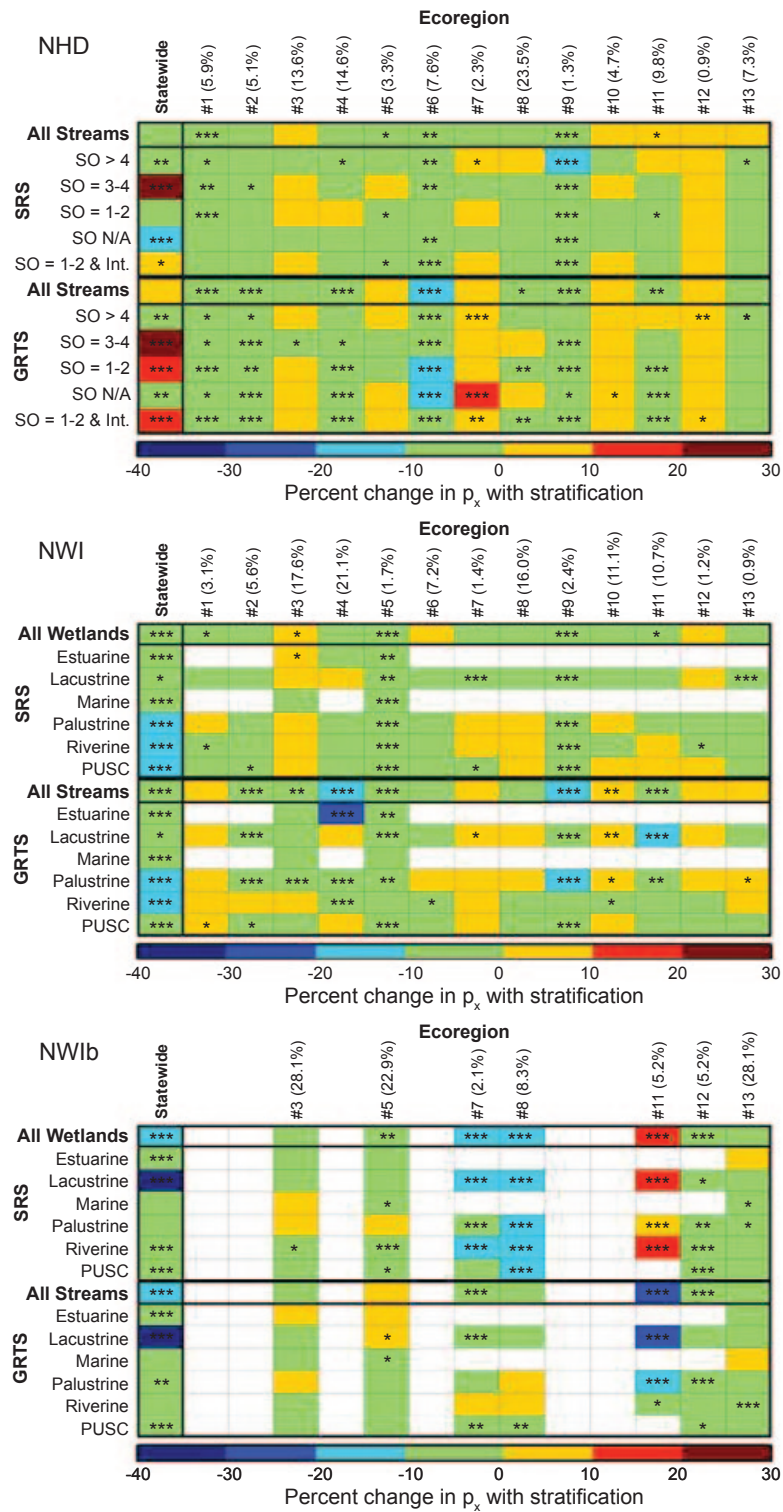 NHD
Ecoregion
Statewide #1 (5.9%) #2 (5.1%) #3 (13.6%) #4 (14.6%) #5 (3.3%) #6 (7.6%) #7 (2.3%) #8 (23.5%) #9 (1.3%) #10 (4.7%) #11 (9.8%) #12 (0.9%) #13 (7.3%)
SRS
All Streams *** * ** *** *
SO > 4 ** * * ** * *** *
SO = 3-4 *** ** * ** ***
SO = 1-2 *** * *** *
SO N/A *** ** ***
SO = 1-2 & Int. * * *** ***
GRTS
All Streams *** *** *** *** * *** **
SO > 4 ** * * *** *** ** *
SO = 3-4 *** * *** * * ** ***
SO = 1-2 *** *** ** *** *** ** *** ***
SO N/A ** * *** *** *** *** * * ***
SO = 1-2 & Int. *** *** *** *** *** ** ** *** *** *
-40 -30 -20 -10 0 10 20 30
Percent change in px with stratification
NWI
Ecoregion
Statewide #1 (3.1%) #2 (5.6%) #3 (17.6%) #4 (21.1%) #5 (1.7%) #6 (7.2%) #7 (1.4%) #8 (16.0%) #9 (2.4%) #10 (11.1%) #11 (10.7%) #12 (1.2%) #13 (0.9%)
SRS
All Wetlands *** * * *** *** *
Estuarine *** * **
Lacustrine * ** *** *** ***
Marine *** ***
Palustrine *** *** ***
Riverine *** * *** *** *
PUSC *** * *** * ***
GRTS
All Streams *** *** ** *** *** *** ** ***
Estuarine *** *** **
Lacustrine * *** *** * *** ** ***
Marine ***
Palustrine *** *** *** *** ** *** * ** *
Riverine *** *** * *
PUSC *** * * *** ***
-40 -30 -20 -10 0 10 20 30
Percent change in px with stratification
NWIb
Ecoregion
Statewide #3 (28.1%) #5 (22.9%) #7 (2.1%) #8 (8.3%) #11 (5.2%) #12 (5.2%) #13 (28.1%)
SRS
All Wetlands *** ** *** *** *** ***
Estuarine ***
Lacustrine *** *** *** *** *
Marine * *
Palustrine *** *** *** ** *
Riverine *** * *** *** *** *** ***
PUSC *** * *** ***
GRTS
All Streams *** *** *** ***
Estuarine ***
Lacustrine *** * *** ***
Marine *
Palustrine ** *** ***
Riverine * ***
PUSC *** ** ** *
-40 -30 -20 -10 0 10 20 30
Percent change in px with stratification